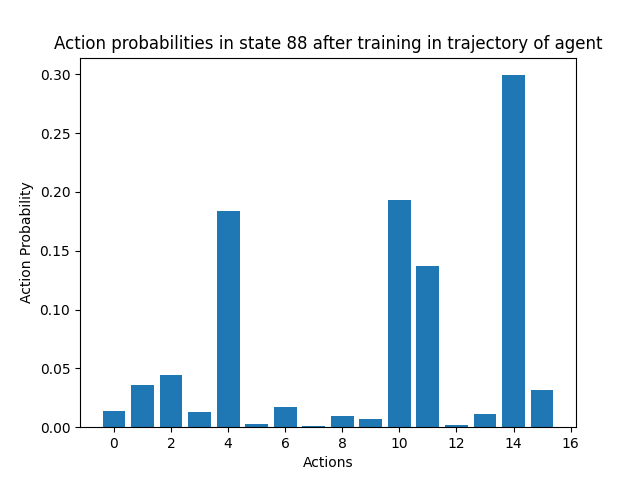 Action probabilities in state 88 after training in trajectory of agent
0.30
0.25
0.20
0.15
0.10
0.05
0.00
Action Probability
0 2 4 6 8 10 12 14 16
Actions